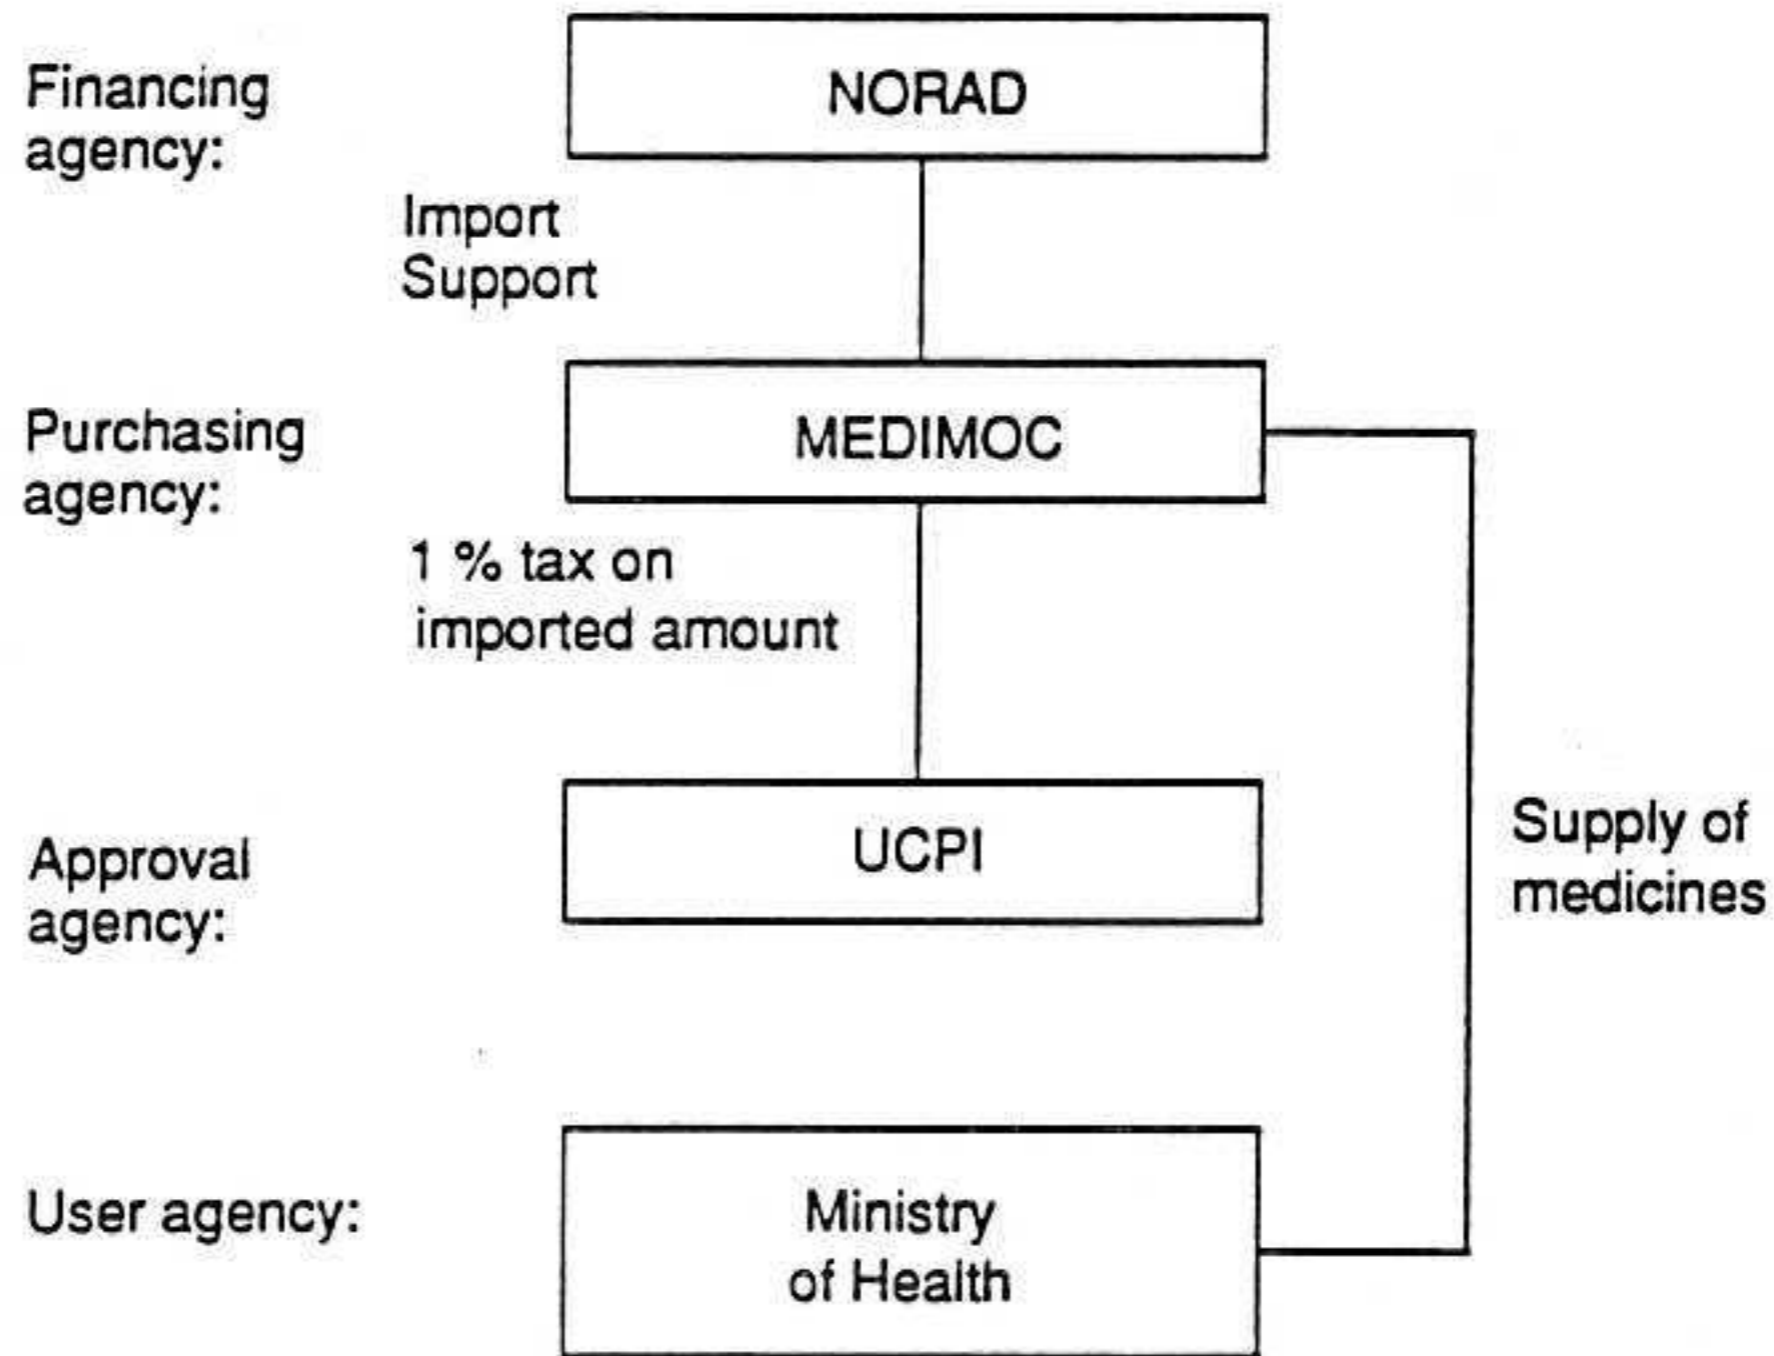 Financing
agency:
NORAD
Import
Support
Purchasing
agency:
MEDIMOC
1 % tax on
imported amount
Approval
agency:
UCPI
Supply of
medicines
User agency:
Ministry
of Health